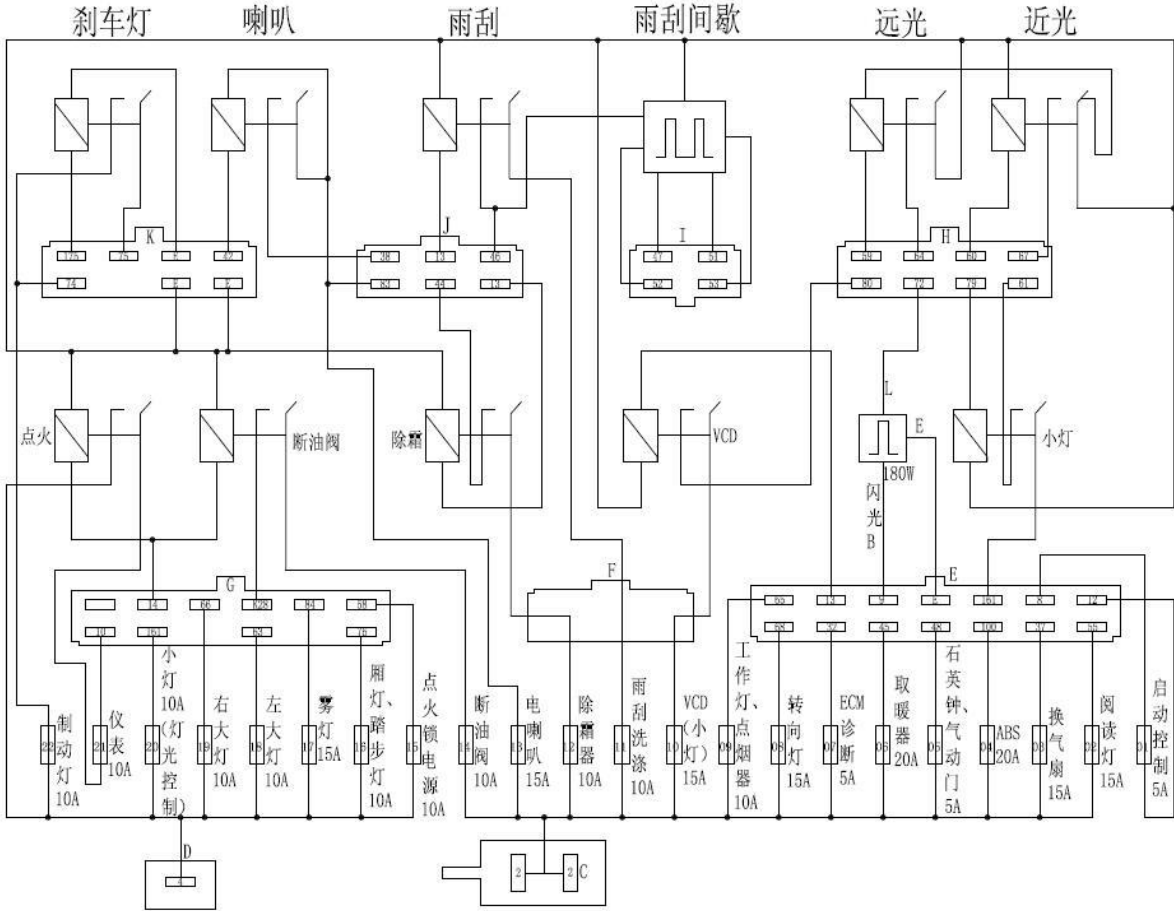 刹车灯 喇叭 雨刮 雨刮间歇 远光 近光
K J I H
175 75 E 42
74 E E
38 13 46
83 44 13
47 51
52 53
59 64 60 67
80 72 79 61
点火
断油阀
除霜
VCD
L
E
180W
闪光B
小灯
G F E
14 66 K28 84 58
10 161 63 76
65 13 9 E 161 8 12
68 32 45 48 100 37 55
22 制动灯 10A
21 仪表 10A
20 小灯 10A (灯光控制)
19 右大灯 10A
18 左大灯 10A
17 雾灯 15A
16 厢灯、踏步灯 10A
15 点火锁电源 10A
14 断油阀 10A
13 电喇叭 15A
12 除霜器 10A
11 雨刮洗涤 10A
10 VCD (小灯) 15A
09 工作灯、点烟器 10A
08 转向灯 15A
07 ECM诊断 5A
06 取暖器 20A
05 石英钟、气动门 5A
04 ABS 20A
03 换气扇 15A
02 阅读灯 15A
01 启动控制 5A
D
4
2 2 C